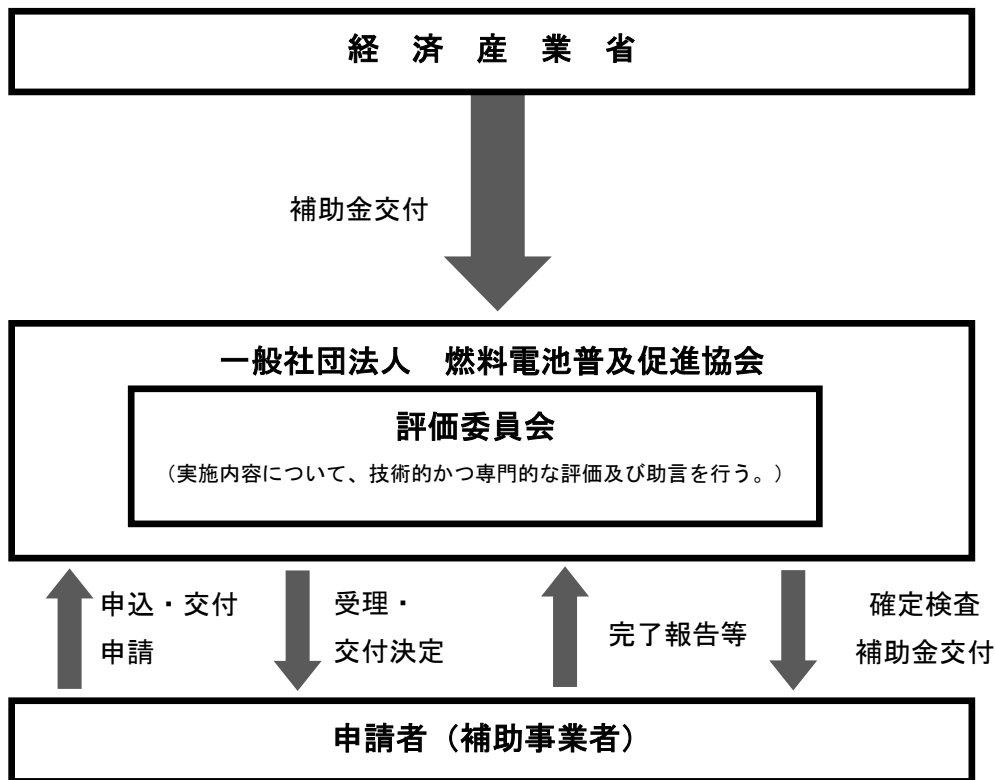 経 済 産 業 省
補助金交付
一般社団法人 燃料電池普及促進協会
評価委員会
（実施内容について、技術的かつ専門的な評価及び助言を行う。）
申込・交付
申請
受理・
交付決定
完了報告等
確定検査
補助金交付
申請者（補助事業者）